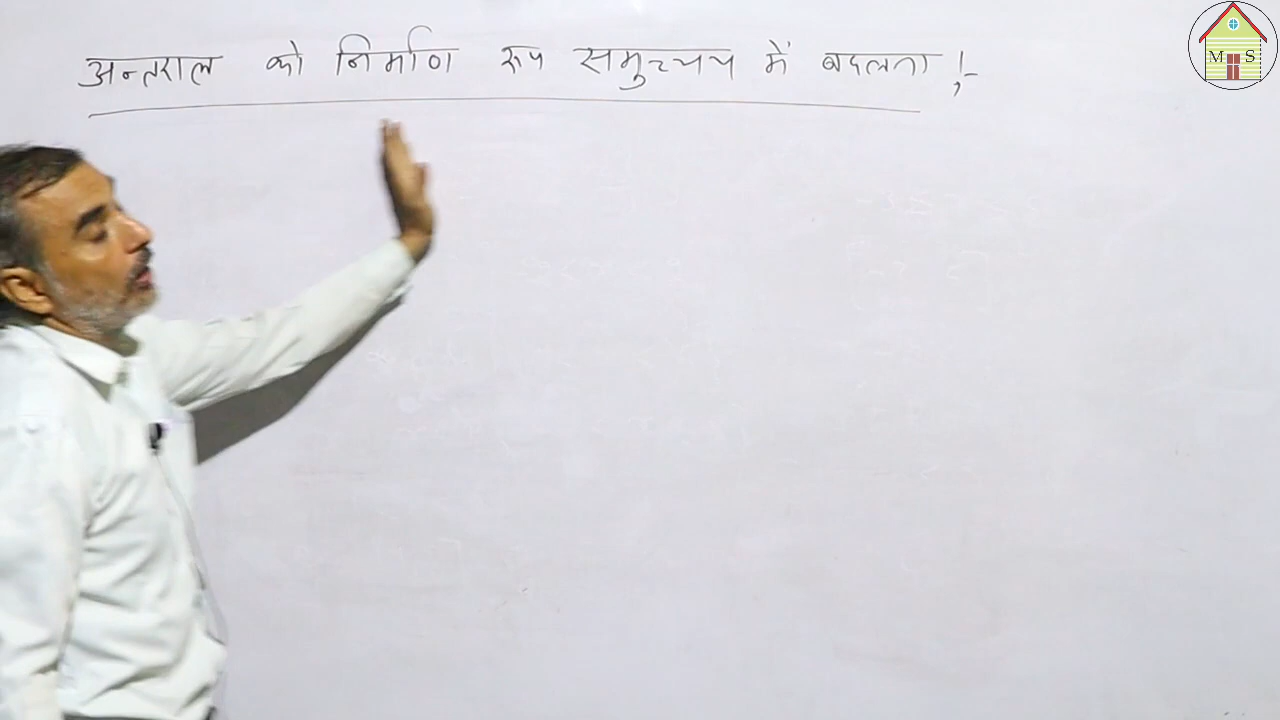 अन्तराल को निर्माण रूप समुच्चय में बदलना :-
M S